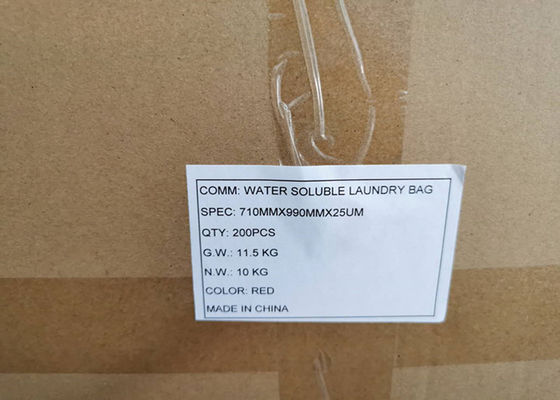 COMM: WATER SOLUBLE LAUNDRY BAG
SPEC: 710MMX990MMX25UM
QTY: 200PCS
G.W.: 11.5 KG
N.W.: 10 KG
COLOR: RED
MADE IN CHINA